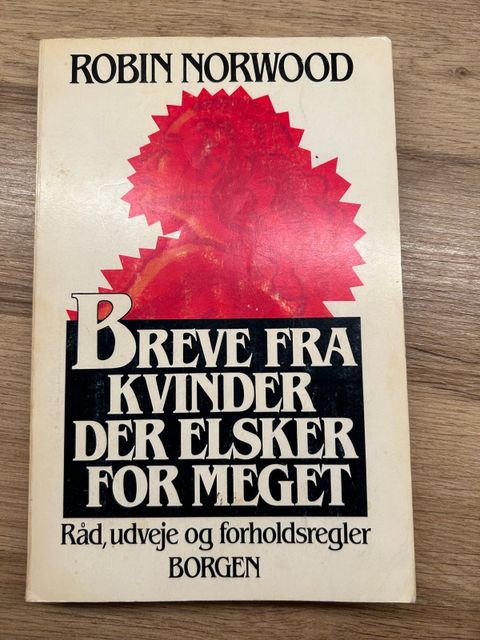 ROBIN NORWOOD
BREVE FRA
KVINDER
DER ELSKER
FOR MEGET
Råd, udveje og forholdsregler
BORGEN